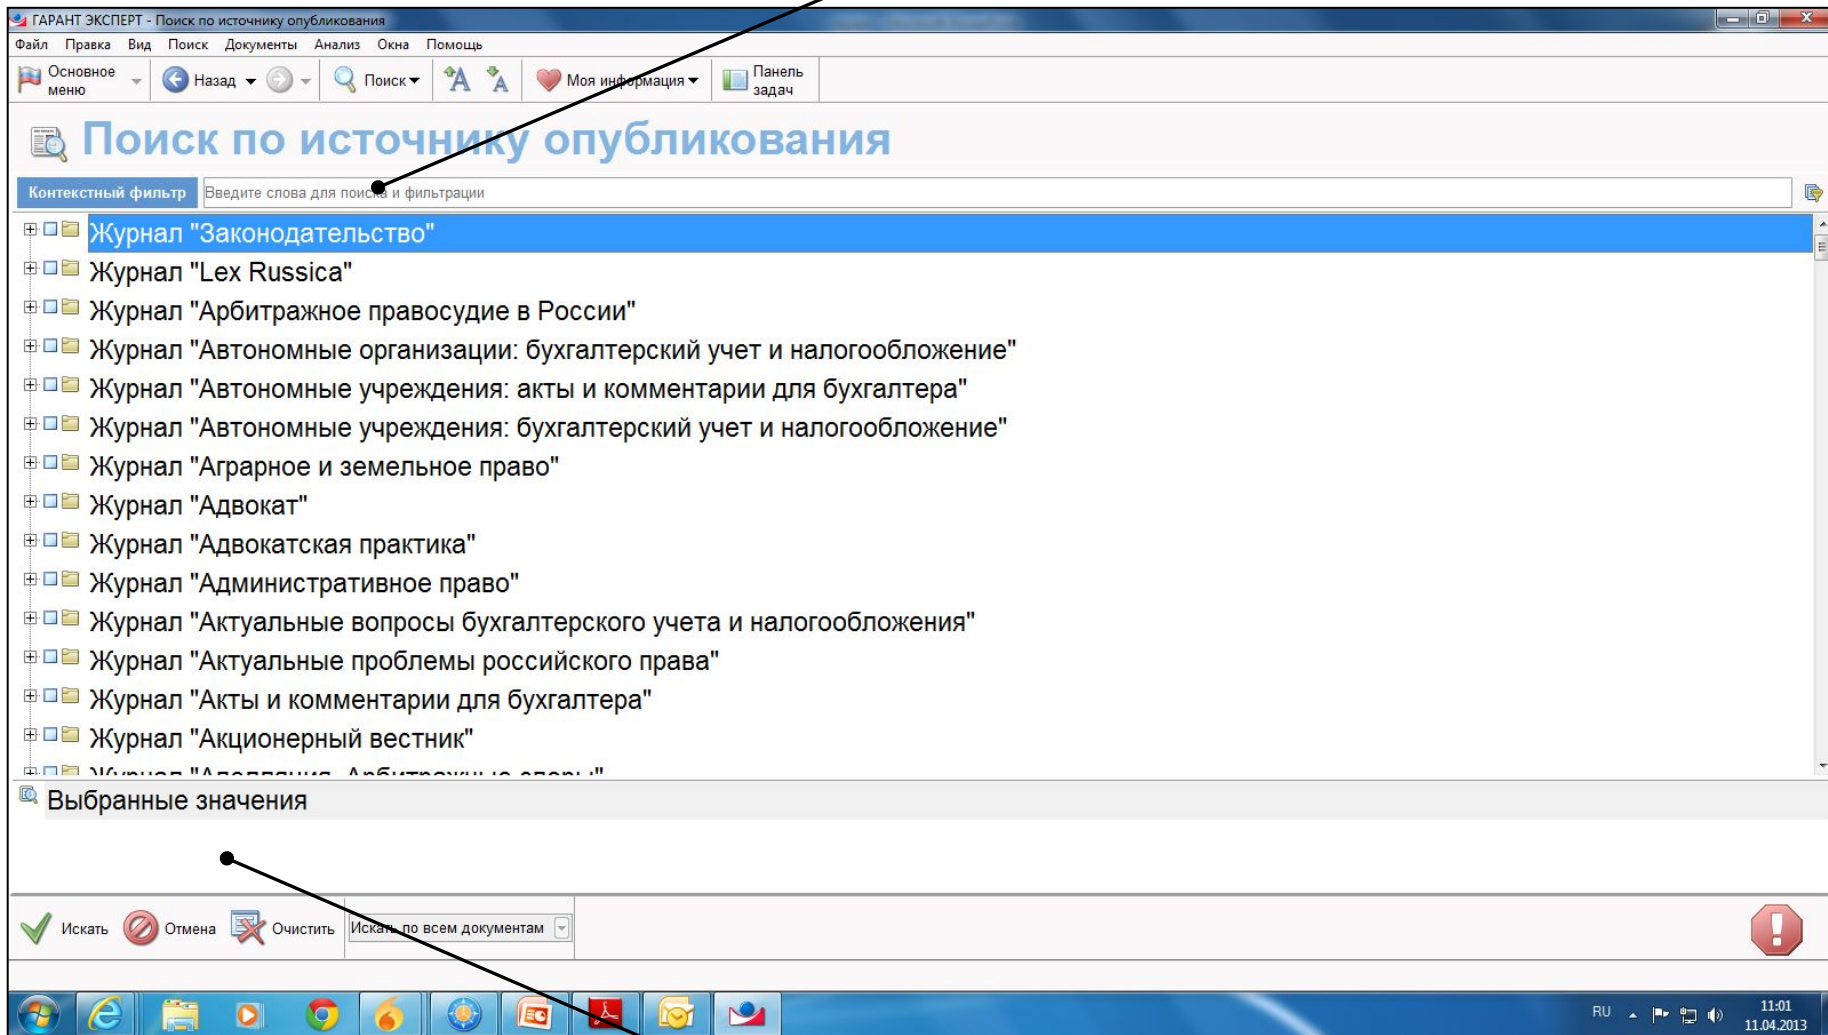 ГАРАНТ ЭКСПЕРТ - Поиск по источнику опубликования
Файл Правка Вид Поиск Документы Анализ Окна Помощь
Основное меню Назад Поиск Моя информация Панель задач
Поиск по источнику опубликования
Контекстный фильтр Введите слова для поиска и фильтрации
Журнал "Законодательство"
Журнал "Lex Russica"
Журнал "Арбитражное правосудие в России"
Журнал "Автономные организации: бухгалтерский учет и налогообложение"
Журнал "Автономные учреждения: акты и комментарии для бухгалтера"
Журнал "Автономные учреждения: бухгалтерский учет и налогообложение"
Журнал "Аграрное и земельное право"
Журнал "Адвокат"
Журнал "Адвокатская практика"
Журнал "Административное право"
Журнал "Актуальные вопросы бухгалтерского учета и налогообложения"
Журнал "Актуальные проблемы российского права"
Журнал "Акты и комментарии для бухгалтера"
Журнал "Акционерный вестник"
Журнал "Апелляция. Арбитражные споры"
Выбранные значения
Искать Отмена Очистить Искать по всем документам
RU 11:01
11.04.2013